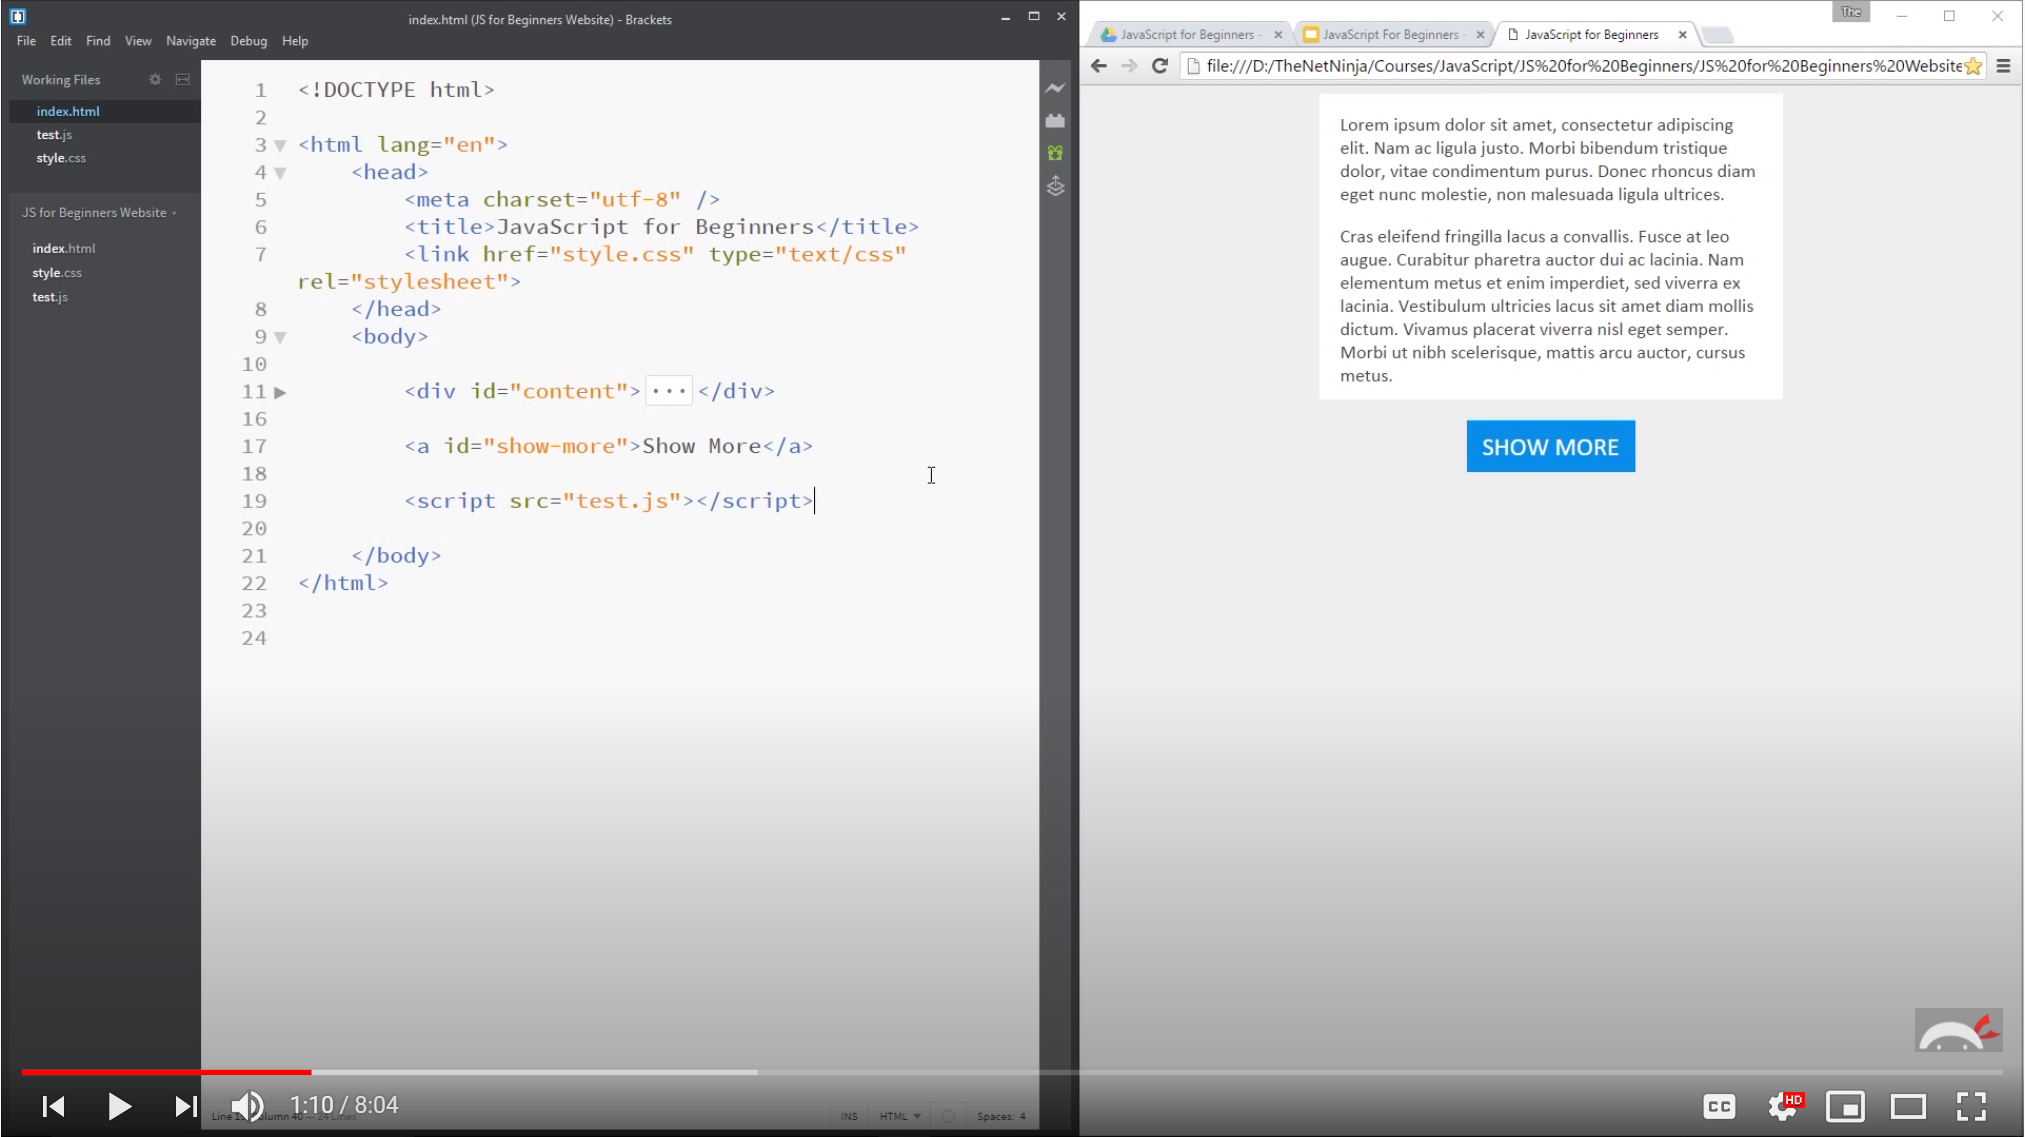 index.html (JS for Beginners Website) - Brackets
File Edit Find View Navigate Debug Help
Working Files
index.html
test.js
style.css
JS for Beginners Website
index.html
style.css
test.js
1 <!DOCTYPE html>
2
3 <html lang="en">
4 <head>
5 <meta charset="utf-8" />
6 <title>JavaScript for Beginners</title>
7 <link href="style.css" type="text/css"
rel="stylesheet">
8 </head>
9 <body>
10
11 <div id="content"> ··· </div>
16
17 <a id="show-more">Show More</a>
18
19 <script src="test.js"></script>
20
21 </body>
22 </html>
23
24
INS HTML Spaces: 4
The
JavaScript for Beginners - JavaScript For Beginners - JavaScript for Beginners
file:///D:/TheNetNinja/Courses/JavaScript/JS%20for%20Beginners/JS%20for%20Beginners%20Website
Lorem ipsum dolor sit amet, consectetur adipiscing
elit. Nam ac ligula justo. Morbi bibendum tristique
dolor, vitae condimentum purus. Donec rhoncus diam
eget nunc molestie, non malesuada ligula ultrices.
Cras eleifend fringilla lacus a convallis. Fusce at leo
augue. Curabitur pharetra auctor dui ac lacinia. Nam
elementum metus et enim imperdiet, sed viverra ex
lacinia. Vestibulum ultricies lacus sit amet diam mollis
dictum. Vivamus placerat viverra nisl eget semper.
Morbi ut nibh scelerisque, mattis arcu auctor, cursus
metus.
SHOW MORE
1:10 / 8:04
CC HD